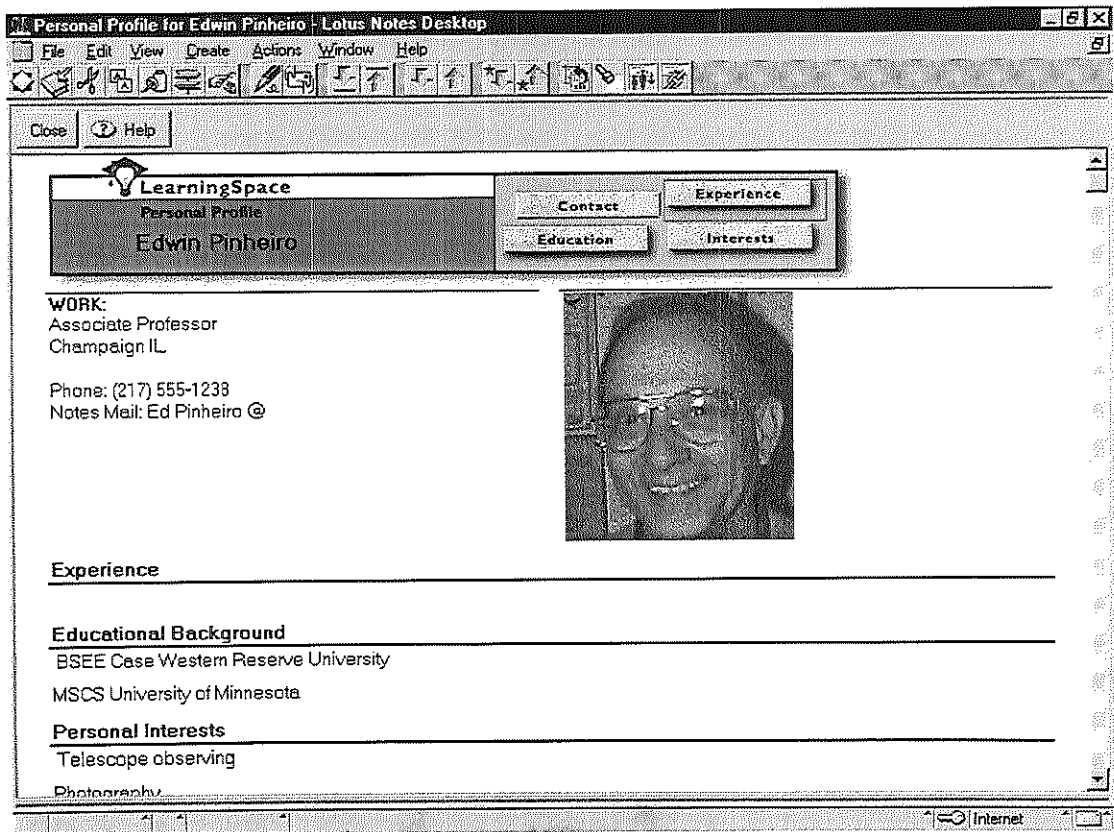 Personal Profile for Edwin Pinheiro - Lotus Notes Desktop
File Edit View Create Actions Window Help
Close Help
LearningSpace
Personal Profile
Edwin Pinheiro
Contact
Experience
Education
Interests
WORK:
Associate Professor
Champaign IL
Phone: (217) 555-1238
Notes Mail: Ed Pinheiro @
Experience
Educational Background
BSEE Case Western Reserve University
MSCS University of Minnesota
Personal Interests
Telescope observing
Photography
Internet